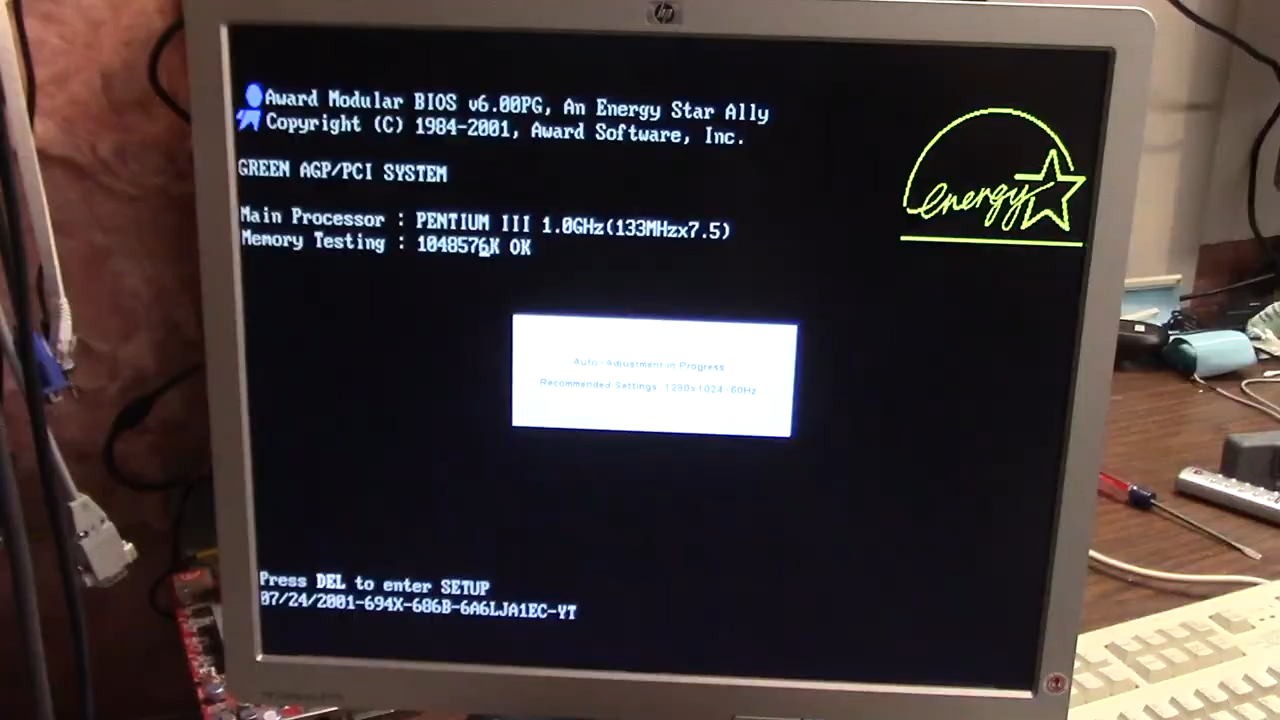 hp
Award Modular BIOS v6.00PG, An Energy Star Ally
Copyright (C) 1984-2001, Award Software, Inc.
energy
GREEN AGP/PCI SYSTEM
Main Processor : PENTIUM III 1.0GHz(133MHzx7.5)
Memory Testing : 1048576K OK
Auto-Adjustment in Progress
Recommended Settings: 1280x1024-60Hz
Press DEL to enter SETUP
07/24/2001-694X-686B-6A6LJA1EC-YT